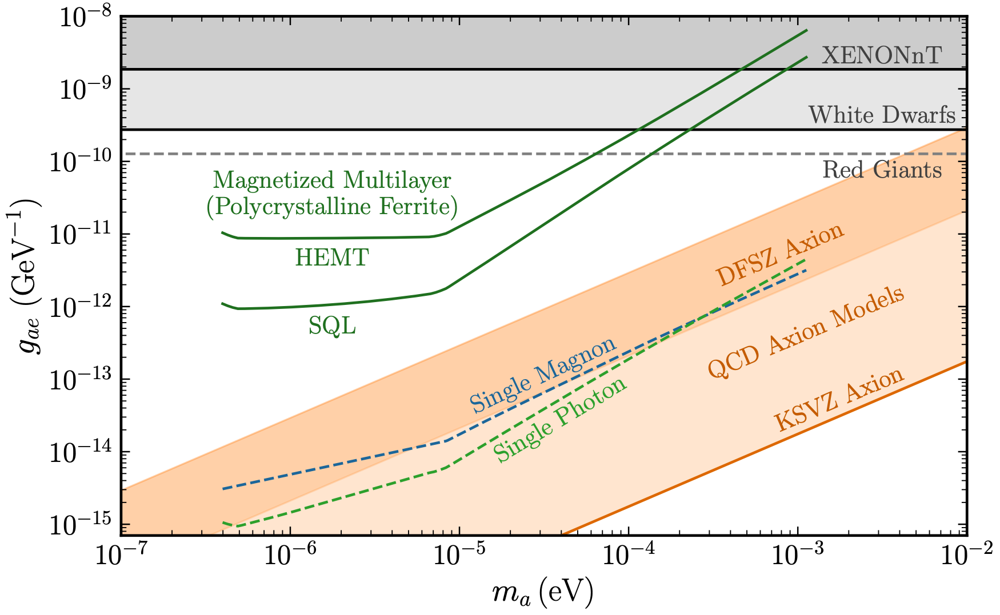 10⁻⁸
10⁻⁹
10⁻¹⁰
10⁻¹¹
10⁻¹²
10⁻¹³
10⁻¹⁴
10⁻¹⁵
g_{ae} (GeV⁻¹)
XENONnT
White Dwarfs
Red Giants
Magnetized Multilayer
(Polycrystalline Ferrite)
HEMT
SQL
DFSZ Axion
QCD Axion Models
KSVZ Axion
Single Magnon
Single Photon
10⁻⁷ 10⁻⁶ 10⁻⁵ 10⁻⁴ 10⁻³ 10⁻²
m_a (eV)